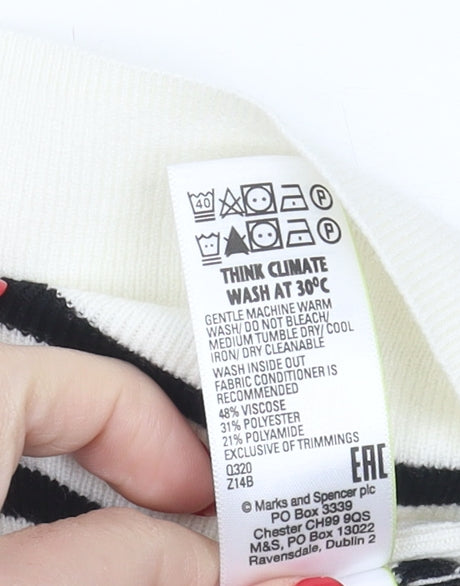 40 P
P
THINK CLIMATE
WASH AT 30ºC
GENTLE MACHINE WARM
WASH/ DO NOT BLEACH/
MEDIUM TUMBLE DRY/ COOL
IRON/ DRY CLEANABLE
WASH INSIDE OUT
FABRIC CONDITIONER IS
RECOMMENDED
48% VISCOSE
31% POLYESTER
21% POLYAMIDE
EXCLUSIVE OF TRIMMINGS
Q320
Z14B
EAC
© Marks and Spencer plc
PO Box 3339
Chester CH99 9QS
M&S, PO Box 13022
Ravensdale, Dublin 2